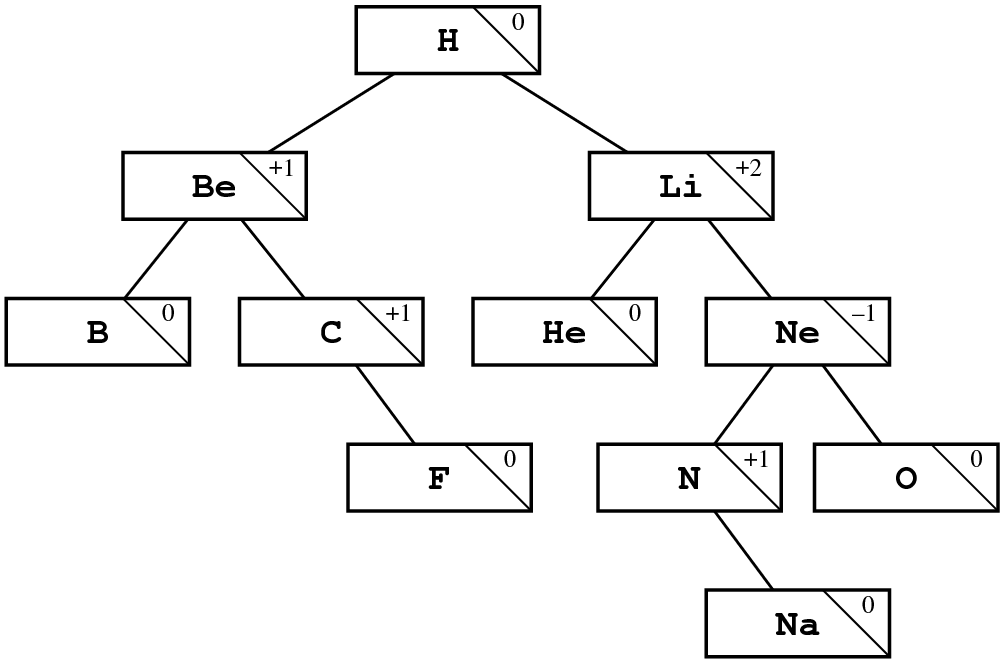 H 0
Be +1
Li +2
B 0
C +1
He 0
Ne –1
F 0
N +1
O 0
Na 0